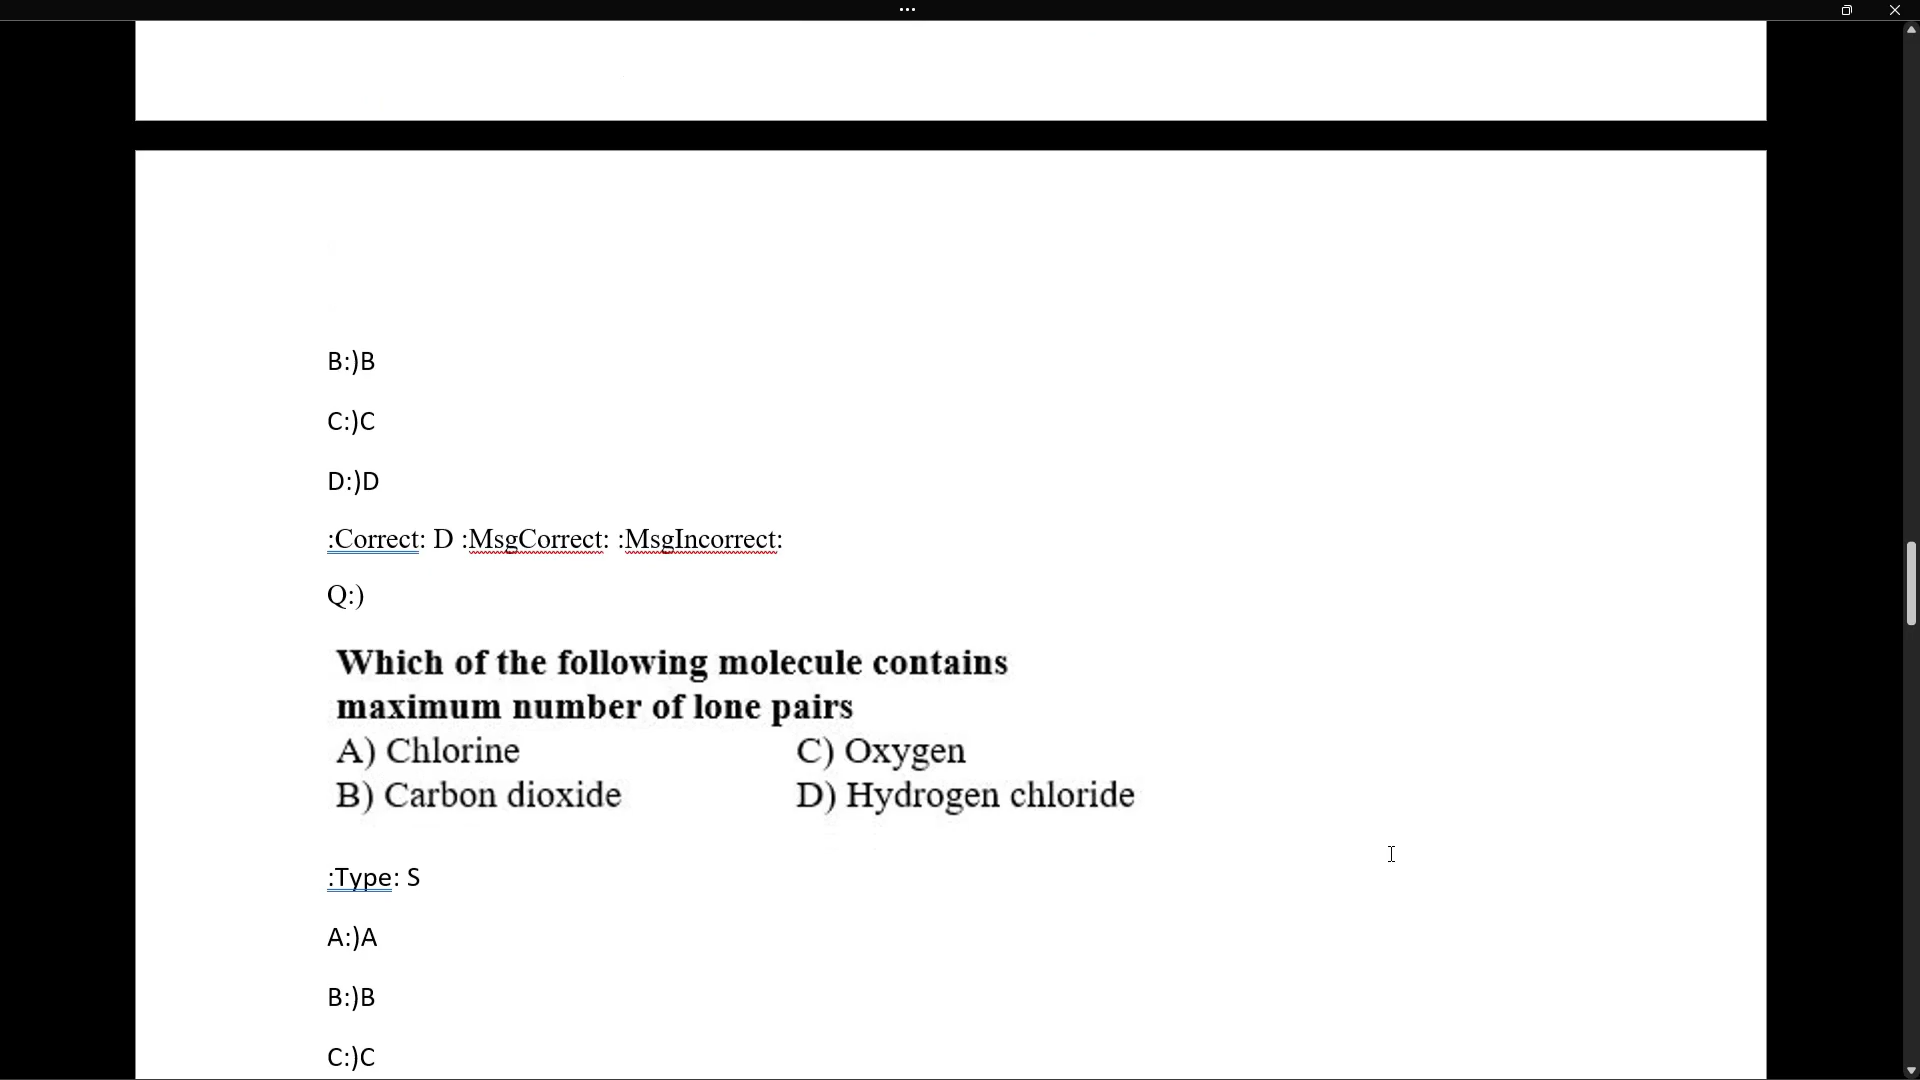 B:)B
C:)C
D:)D
:Correct: D :MsgCorrect: :MsgIncorrect:
Q:)
Which of the following molecule contains
maximum number of lone pairs
A) Chlorine C) Oxygen
B) Carbon dioxide D) Hydrogen chloride
:Type: S
A:)A
B:)B
C:)C